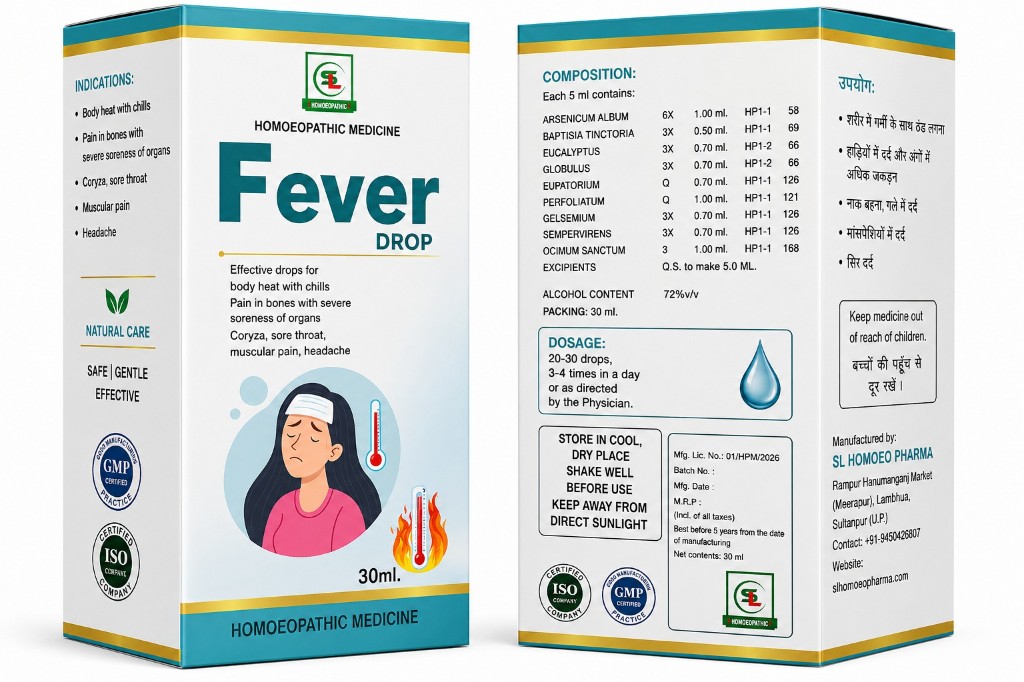 INDICATIONS:
• Body heat with chills
• Pain in bones with
severe soreness of organs
• Coryza, sore throat
• Muscular pain
• Headache
NATURAL CARE
SAFE | GENTLE
EFFECTIVE
GOOD MANUFACTURING
GMP
CERTIFIED
PRACTICE
CERTIFIED
ISO
COMPANY
COMPANY
SL
HOMOEOPATHIC
HOMOEOPATHIC MEDICINE
Fever
DROP
Effective drops for
body heat with chills
Pain in bones with severe
soreness of organs
Coryza, sore throat,
muscular pain, headache
30ml.
HOMOEOPATHIC MEDICINE
COMPOSITION:
Each 5 ml contains:
ARSENICUM ALBUM 6X 1.00 ml. HP1-1 58
BAPTISIA TINCTORIA 3X 0.50 ml. HP1-1 69
EUCALYPTUS 3X 0.70 ml. HP1-2 66
GLOBULUS 3X 0.70 ml. HP1-2 66
EUPATORIUM Q 0.70 ml. HP1-1 126
PERFOLIATUM Q 1.00 ml. HP1-1 121
GELSEMIUM 3X 0.70 ml. HP1-1 126
SEMPERVIRENS 3X 0.70 ml. HP1-1 126
OCIMUM SANCTUM 3 1.00 ml. HP1-1 168
EXCIPIENTS Q.S. to make 5.0 ML.
ALCOHOL CONTENT 72%v/v
PACKING: 30 ml.
DOSAGE:
20-30 drops,
3-4 times in a day
or as directed
by the Physician.
STORE IN COOL,
DRY PLACE
SHAKE WELL
BEFORE USE
KEEP AWAY FROM
DIRECT SUNLIGHT
CERTIFIED
ISO
COMPANY
COMPANY
GOOD MANUFACTURING
GMP
CERTIFIED
PRACTICE
Mfg. Lic. No.: 01/HPM/2026
Batch No. :
Mfg. Date :
M.R.P :
(Incl. of all taxes)
Best before 5 years from the date
of manufacturing
Net contents: 30 ml
SL
HOMOEOPATHIC
उपयोग:
• शरीर में गर्मी के साथ ठंड लगना
• हाड़ियों में दर्द और अंगों में
अधिक जकड़न
• नाक बहना, गले में दर्द
• मांसपेशियों में दर्द
• सिर दर्द
Keep medicine out
of reach of children.
बच्चों की पहूँच से
दूर रखें ।
Manufactured by:
SL HOMOEO PHARMA
Rampur Hanumanganj Market
(Meerapur), Lambhua,
Sultanpur (U.P.)
Contact: +91-9450426807
Website:
slhomoeopharma.com